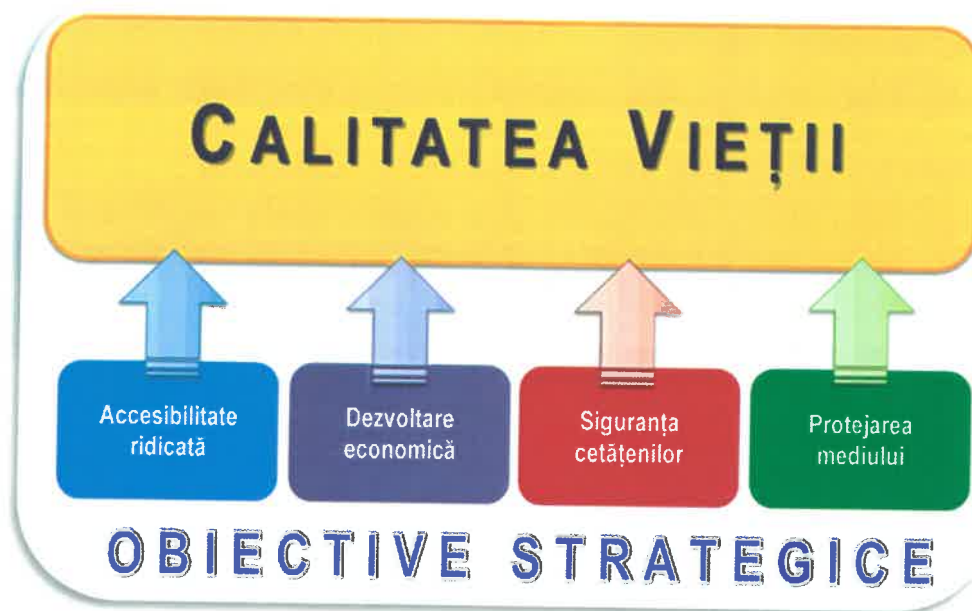 CALITATEA VIEȚII
Accesibilitate
ridicată
Dezvoltare
economică
Siguranța
cetățenilor
Protejarea
mediului
OBIECTIVE STRATEGICE